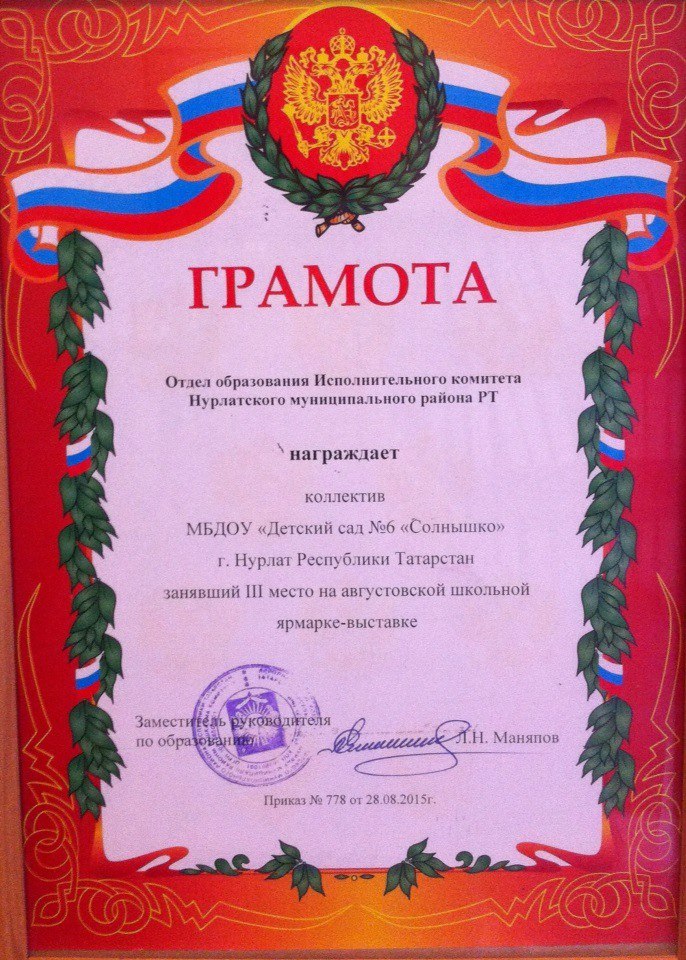 ГРАМОТА
Отдел образования Исполнительного комитета
Нурлатского муниципального района РТ
награждает
коллектив
МБДОУ «Детский сад №6 «Солнышко»
г. Нурлат Республики Татарстан
занявший III место на августовской школьной
ярмарке-выставке
Заместитель руководителя
по образованию
Л.Н. Маняпов
Приказ № 778 от 28.08.2015г.